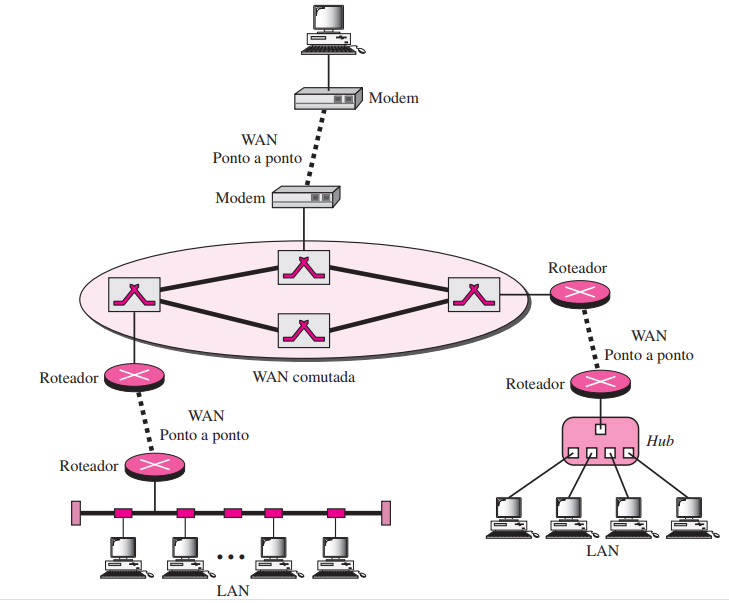 Modem
WAN
Ponto a ponto
Modem
Roteador
WAN
Ponto a ponto
WAN comutada
Roteador
Roteador
WAN
Ponto a ponto
Hub
Roteador
LAN
LAN